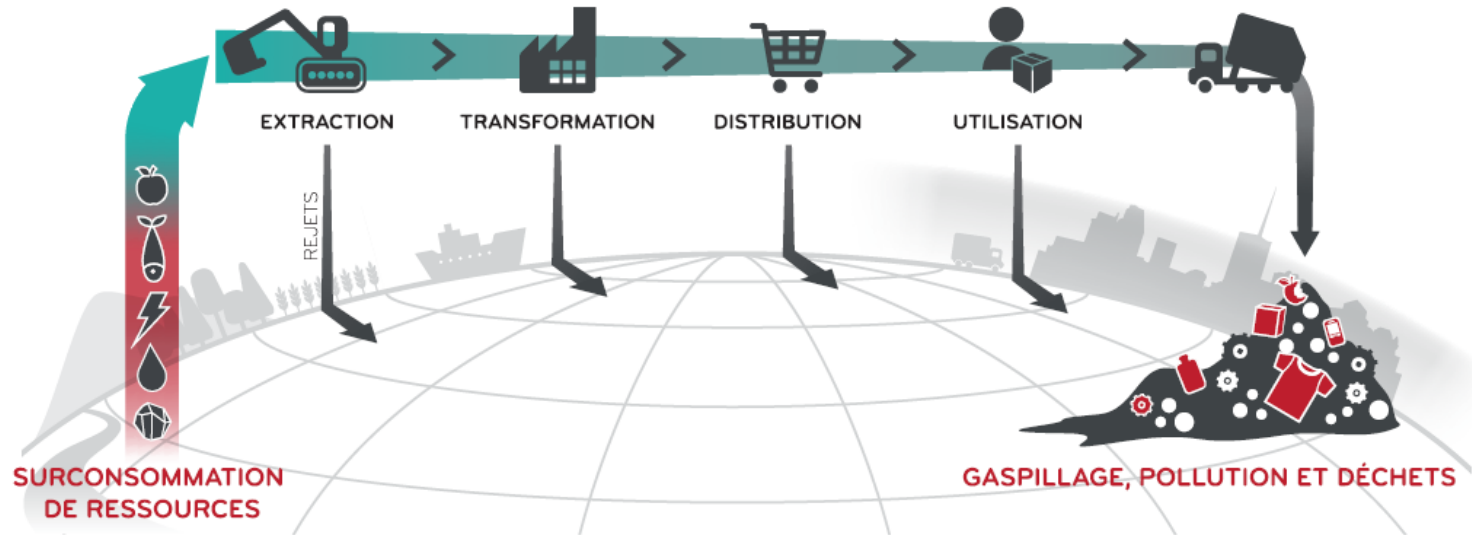 EXTRACTION
TRANSFORMATION
DISTRIBUTION
UTILISATION
REJETS
SURCONSOMMATION
DE RESSOURCES
GASPILLAGE, POLLUTION ET DÉCHETS